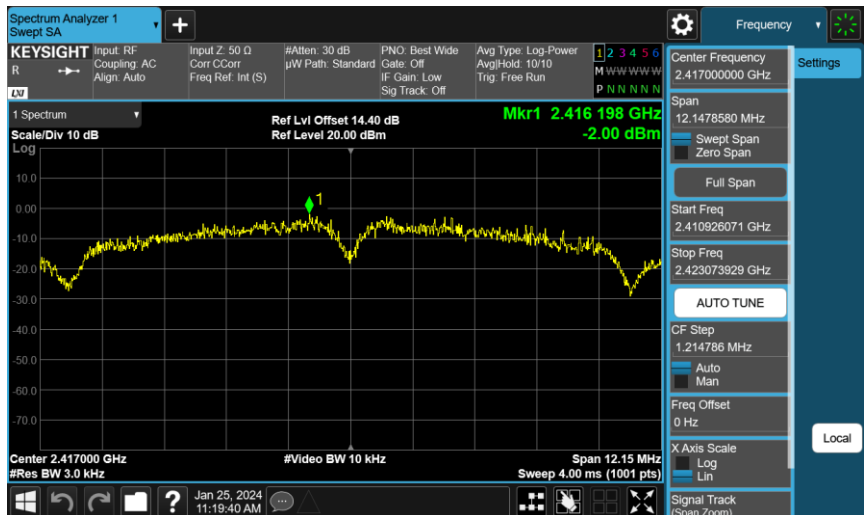 Spectrum Analyzer 1
Swept SA
+
Frequency
KEYSIGHT
R
LXI
Input: RF
Coupling: AC
Align: Auto
Input Z: 50 Ω
Corr CCorr
Freq Ref: Int (S)
#Atten: 30 dB
µW Path: Standard
PNO: Best Wide
Gate: Off
IF Gain: Low
Sig Track: Off
Avg Type: Log-Power
Avg|Hold: 10/10
Trig: Free Run
1 2 3 4 5 6
M W W W W W
P N N N N N
1 Spectrum
Scale/Div 10 dB
Log
Ref Lvl Offset 14.40 dB
Ref Level 20.00 dBm
Mkr1 2.416 198 GHz
-2.00 dBm
1
10.0
0.00
-10.0
-20.0
-30.0
-40.0
-50.0
-60.0
-70.0
Center 2.417000 GHz
#Res BW 3.0 kHz
#Video BW 10 kHz
Span 12.15 MHz
Sweep 4.00 ms (1001 pts)
?
Jan 25, 2024
11:19:40 AM
Center Frequency
2.417000000 GHz
Span
12.1478580 MHz
Swept Span
Zero Span
Full Span
Start Freq
2.410926071 GHz
Stop Freq
2.423073929 GHz
AUTO TUNE
CF Step
1.214786 MHz
Auto
Man
Freq Offset
0 Hz
X Axis Scale
Log
Lin
Signal Track
(Span Zoom)
Settings
Local